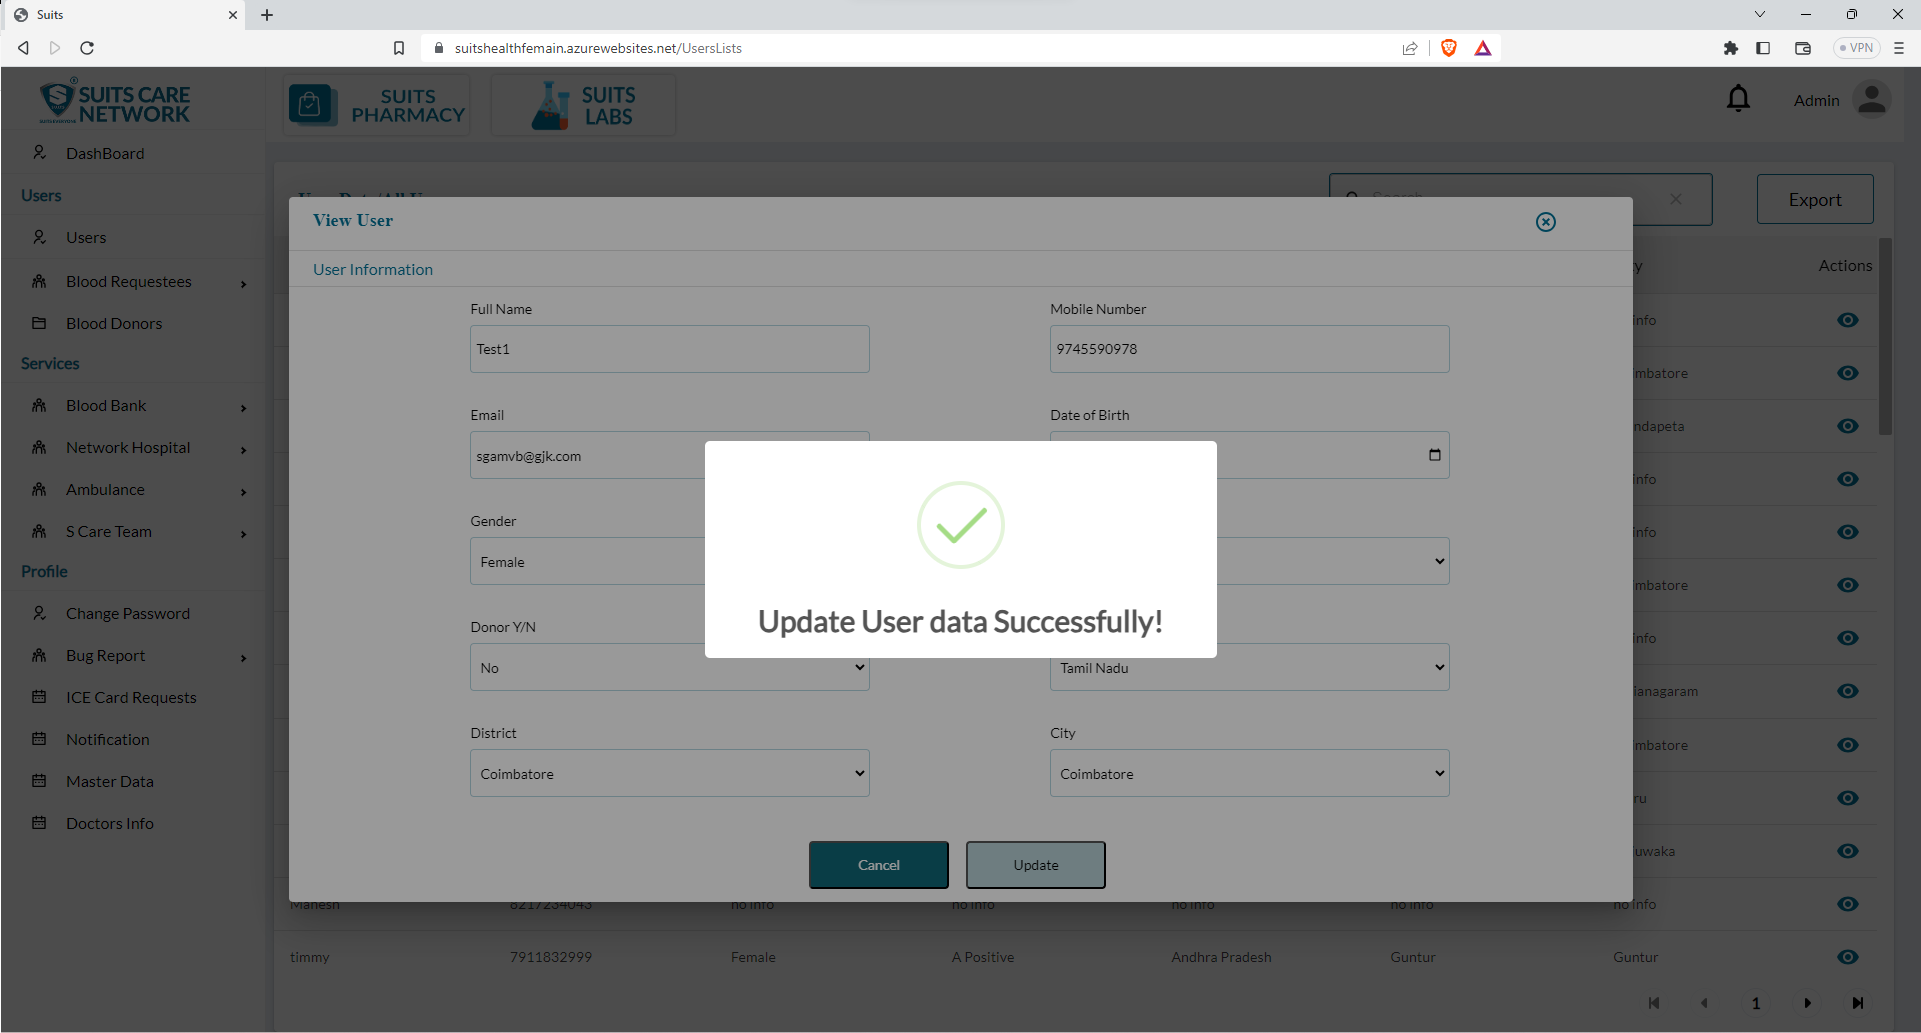 Suits
suitshealthfemain.azurewebsites.net/UsersLists
VPN
SUITS CARE
NETWORK
SUITS
PHARMACY
SUITS
LABS
Admin
DashBoard
Users
Users
Blood Requestees
Blood Donors
Services
Blood Bank
Network Hospital
Ambulance
S Care Team
Profile
Change Password
Bug Report
ICE Card Requests
Notification
Master Data
Doctors Info
Search
Export
View User
User Information
Actions
Full Name
Mobile Number
Test1
9745590978
Email
Date of Birth
sgamvb@gjk.com
Gender
Female
Update User data Successfully!
Donor Y/N
No
Tamil Nadu
District
City
Coimbatore
Coimbatore
Cancel
Update
info
mbatore
ndapeta
info
info
mbatore
info
ianagaram
mbatore
ru
uwaka
Mahesh 8217234043 no info no info no info no info no info
timmy 7911832999 Female A Positive Andhra Pradesh Guntur Guntur
1